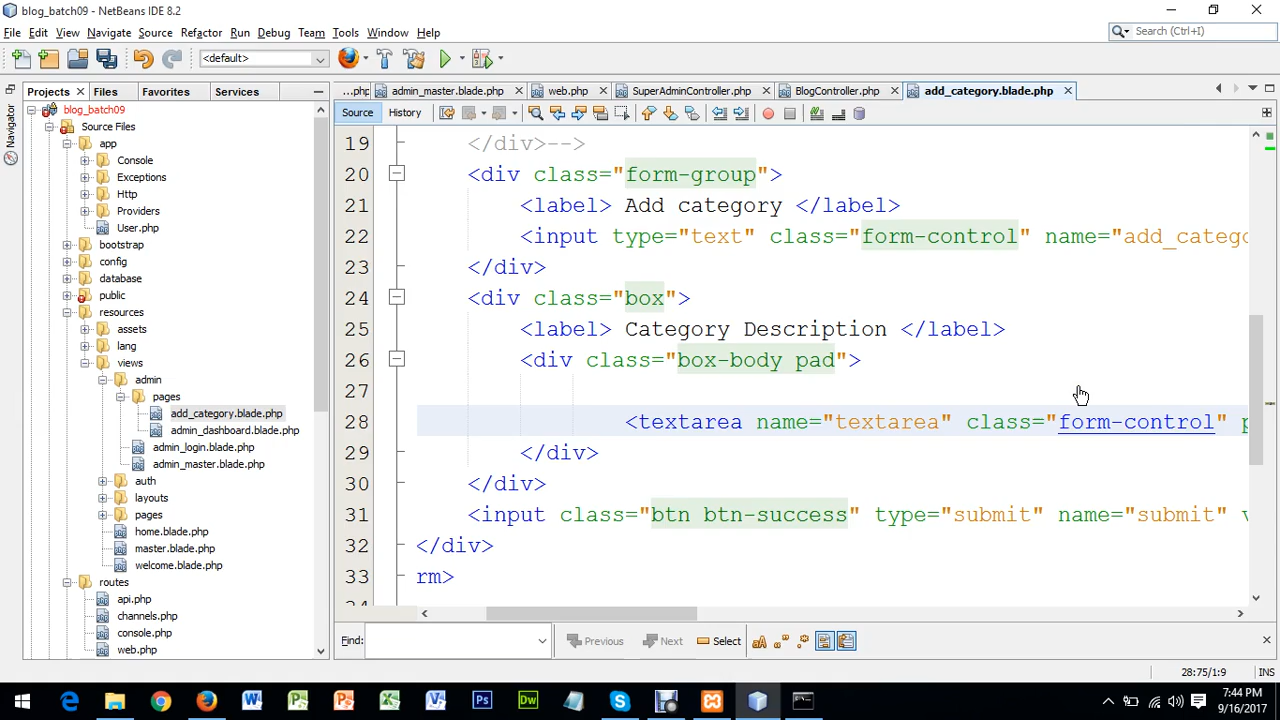 blog_batch09 - NetBeans IDE 8.2
File Edit View Navigate Source Refactor Run Debug Team Tools Window Help
Search (Ctrl+I)
<default>
Projects Files Favorites Services
...php admin_master.blade.php web.php SuperAdminController.php BlogController.php add_category.blade.php
Source History
Navigator
blog_batch09
Source Files
app
Console
Exceptions
Http
Providers
User.php
bootstrap
config
database
public
resources
assets
lang
views
admin
pages
add_category.blade.php
admin_dashboard.blade.php
admin_login.blade.php
admin_master.blade.php
auth
layouts
pages
home.blade.php
master.blade.php
welcome.blade.php
routes
api.php
channels.php
console.php
web.php
19 </div>-->
20 <div class="form-group">
21 <label> Add category </label>
22 <input type="text" class="form-control" name="add_catego
23 </div>
24 <div class="box">
25 <label> Category Description </label>
26 <div class="box-body pad">
27
28 <textarea name="textarea" class="form-control" p
29 </div>
30 </div>
31 <input class="btn btn-success" type="submit" name="submit" v
32 </div>
33 rm>
Find: Previous Next Select
28:75/1:9 INS
7:44 PM
9/16/2017